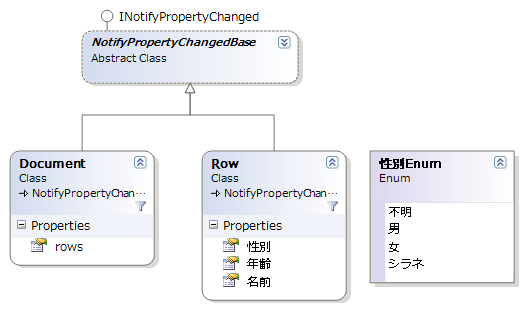 INotifyPropertyChanged
NotifyPropertyChangedBase
Abstract Class
Document
Class
NotifyPropertyChan...
Properties
rows
Row
Class
NotifyPropertyChan...
Properties
性別
年齢
名前
性別Enum
Enum
不明
男
女
シラネ